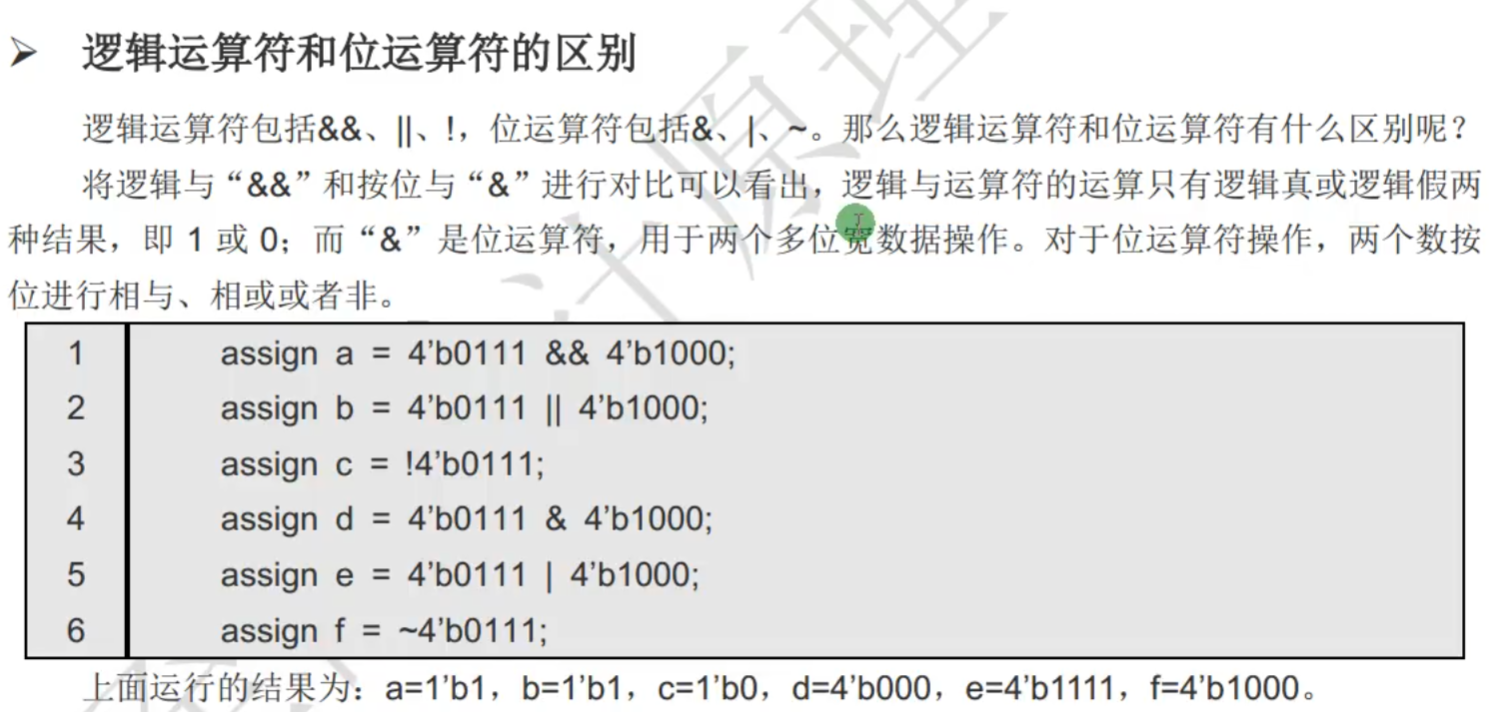 ➢ 逻辑运算符和位运算符的区别
逻辑运算符包括&&、||、!，位运算符包括&、|、~。那么逻辑运算符和位运算符有什么区别呢？
将逻辑与“&&”和按位与“&”进行对比可以看出，逻辑与运算符的运算只有逻辑真或逻辑假两
种结果，即 1 或 0；而“&”是位运算符，用于两个多位宽数据操作。对于位运算符操作，两个数按
位进行相与、相或或者非。
1 assign a = 4’b0111 && 4’b1000;
2 assign b = 4’b0111 || 4’b1000;
3 assign c = !4’b0111;
4 assign d = 4’b0111 & 4’b1000;
5 assign e = 4’b0111 | 4’b1000;
6 assign f = ~4’b0111;
上面运行的结果为：a=1’b1，b=1’b1，c=1’b0，d=4’b000，e=4’b1111，f=4’b1000。
计原理